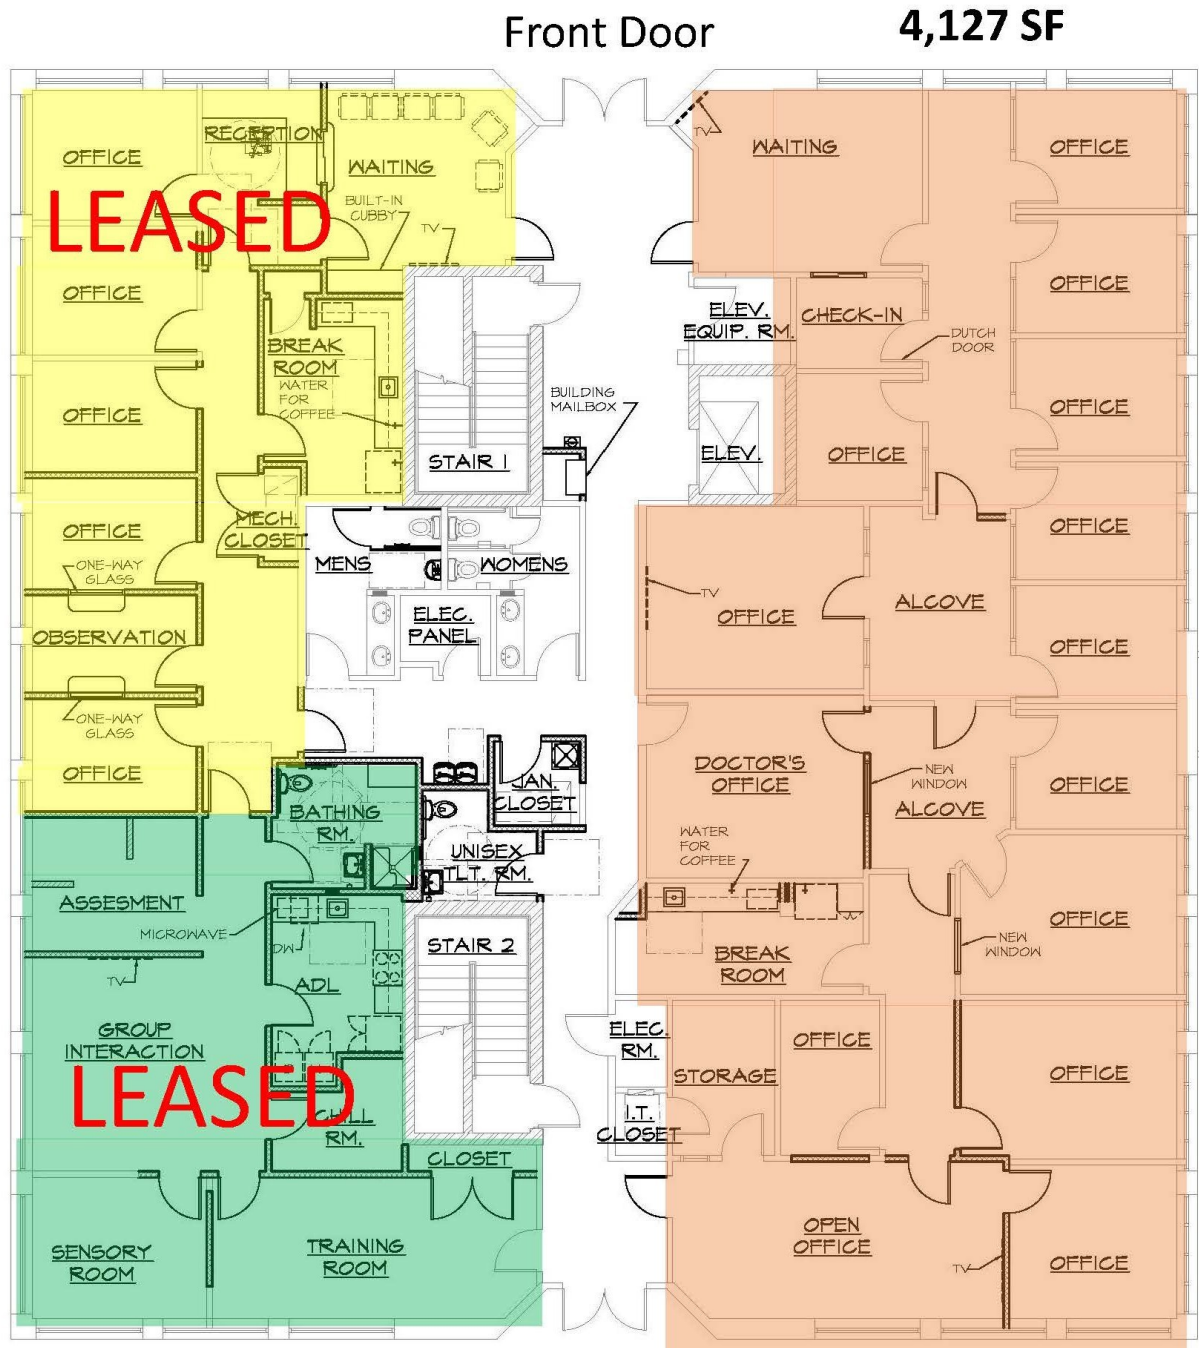 Front Door
4,127 SF
OFFICE
RECEPTION
WAITING
BUILT-IN
CUBBY
TV
LEASED
OFFICE
BREAK
ROOM
WATER
FOR
COFFEE
OFFICE
STAIR 1
BUILDING
MAILBOX
MECH.
CLOSET
OFFICE
ONE-WAY
GLASS
OBSERVATION
ONE-WAY
GLASS
OFFICE
MENS
WOMENS
ELEC.
PANEL
JAN.
CLOSET
BATHING
RM.
UNISEX
TLT. RM.
ASSESMENT
MICROWAVE
DW
TV
ADL
STAIR 2
GROUP
INTERACTION
LEASED
CHILL
RM.
CLOSET
SENSORY
ROOM
TRAINING
ROOM
TV
WAITING
OFFICE
ELEV.
EQUIP. RM.
CHECK-IN
DUTCH
DOOR
OFFICE
ELEV.
OFFICE
OFFICE
OFFICE
TV
OFFICE
ALCOVE
OFFICE
DOCTOR'S
OFFICE
NEW
WINDOW
ALCOVE
OFFICE
WATER
FOR
COFFEE
OFFICE
NEW
WINDOW
BREAK
ROOM
ELEC.
RM.
STORAGE
OFFICE
OFFICE
I.T.
CLOSET
OPEN
OFFICE
TV
OFFICE